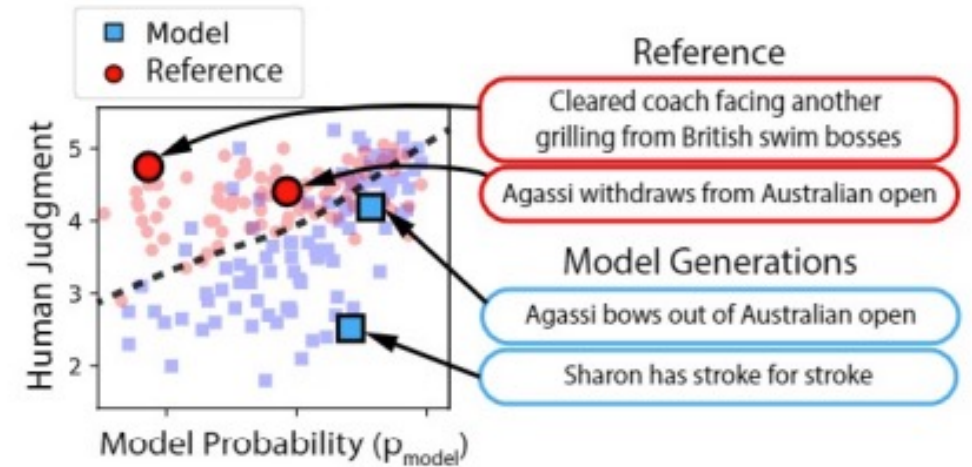 Model
Reference
Reference
Cleared coach facing another
grilling from British swim bosses
Agassi withdraws from Australian open
Model Generations
Agassi bows out of Australian open
Sharon has stroke for stroke
Human Judgment
5
4
3
2
Model Probability (pmodel)